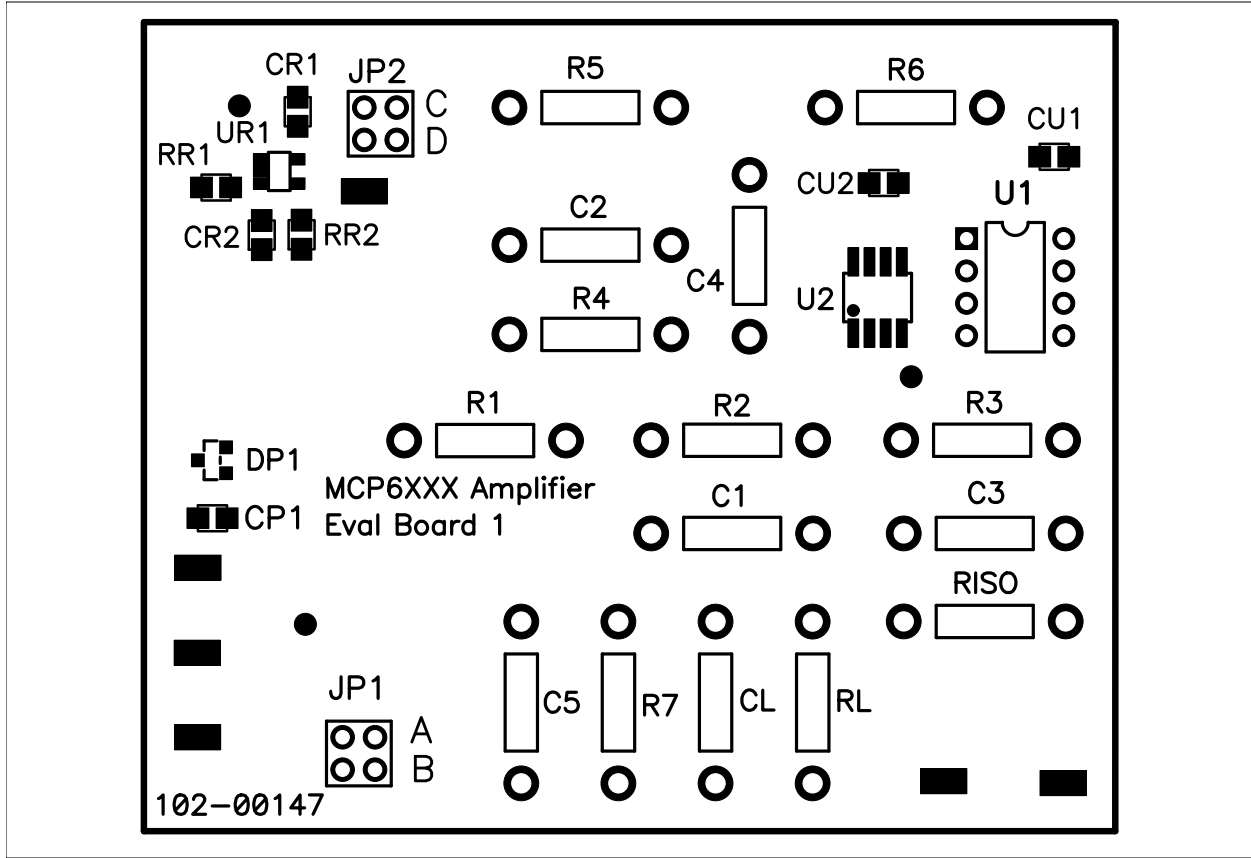 CR1
JP2
R5
R6
C
D
UR1
CU1
RR1
CU2
U1
C2
CR2
RR2
C4
U2
R4
R1
R2
R3
DP1
MCP6XXX Amplifier
Eval Board 1
C1
C3
CP1
RISO
JP1
C5
R7
CL
RL
A
B
102-00147